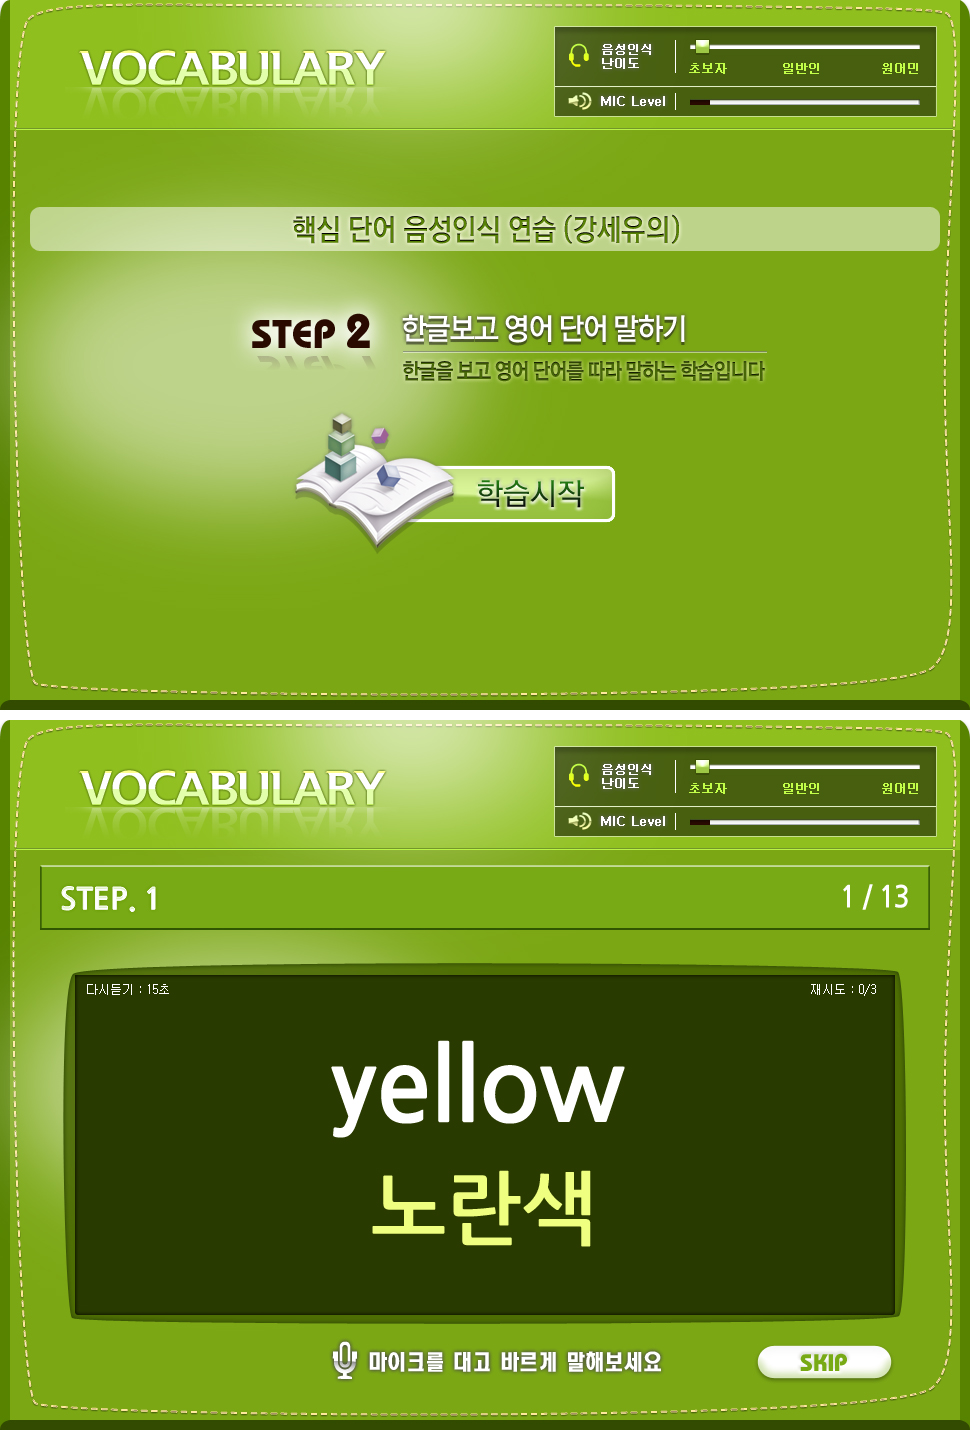 VOCABULARY
음성인식
난이도
초보자 일반인 원어민
MIC Level
핵심 단어 음성인식 연습 (강세유의)
STEP 2 한글보고 영어 단어 말하기
한글을 보고 영어 단어를 따라 말하는 학습입니다
학습시작
VOCABULARY
음성인식
난이도
초보자 일반인 원어민
MIC Level
STEP. 1 1 / 13
다시듣기 : 15초 재시도 : 0/3
yellow
노란색
마이크를 대고 바르게 말해보세요 SKIP